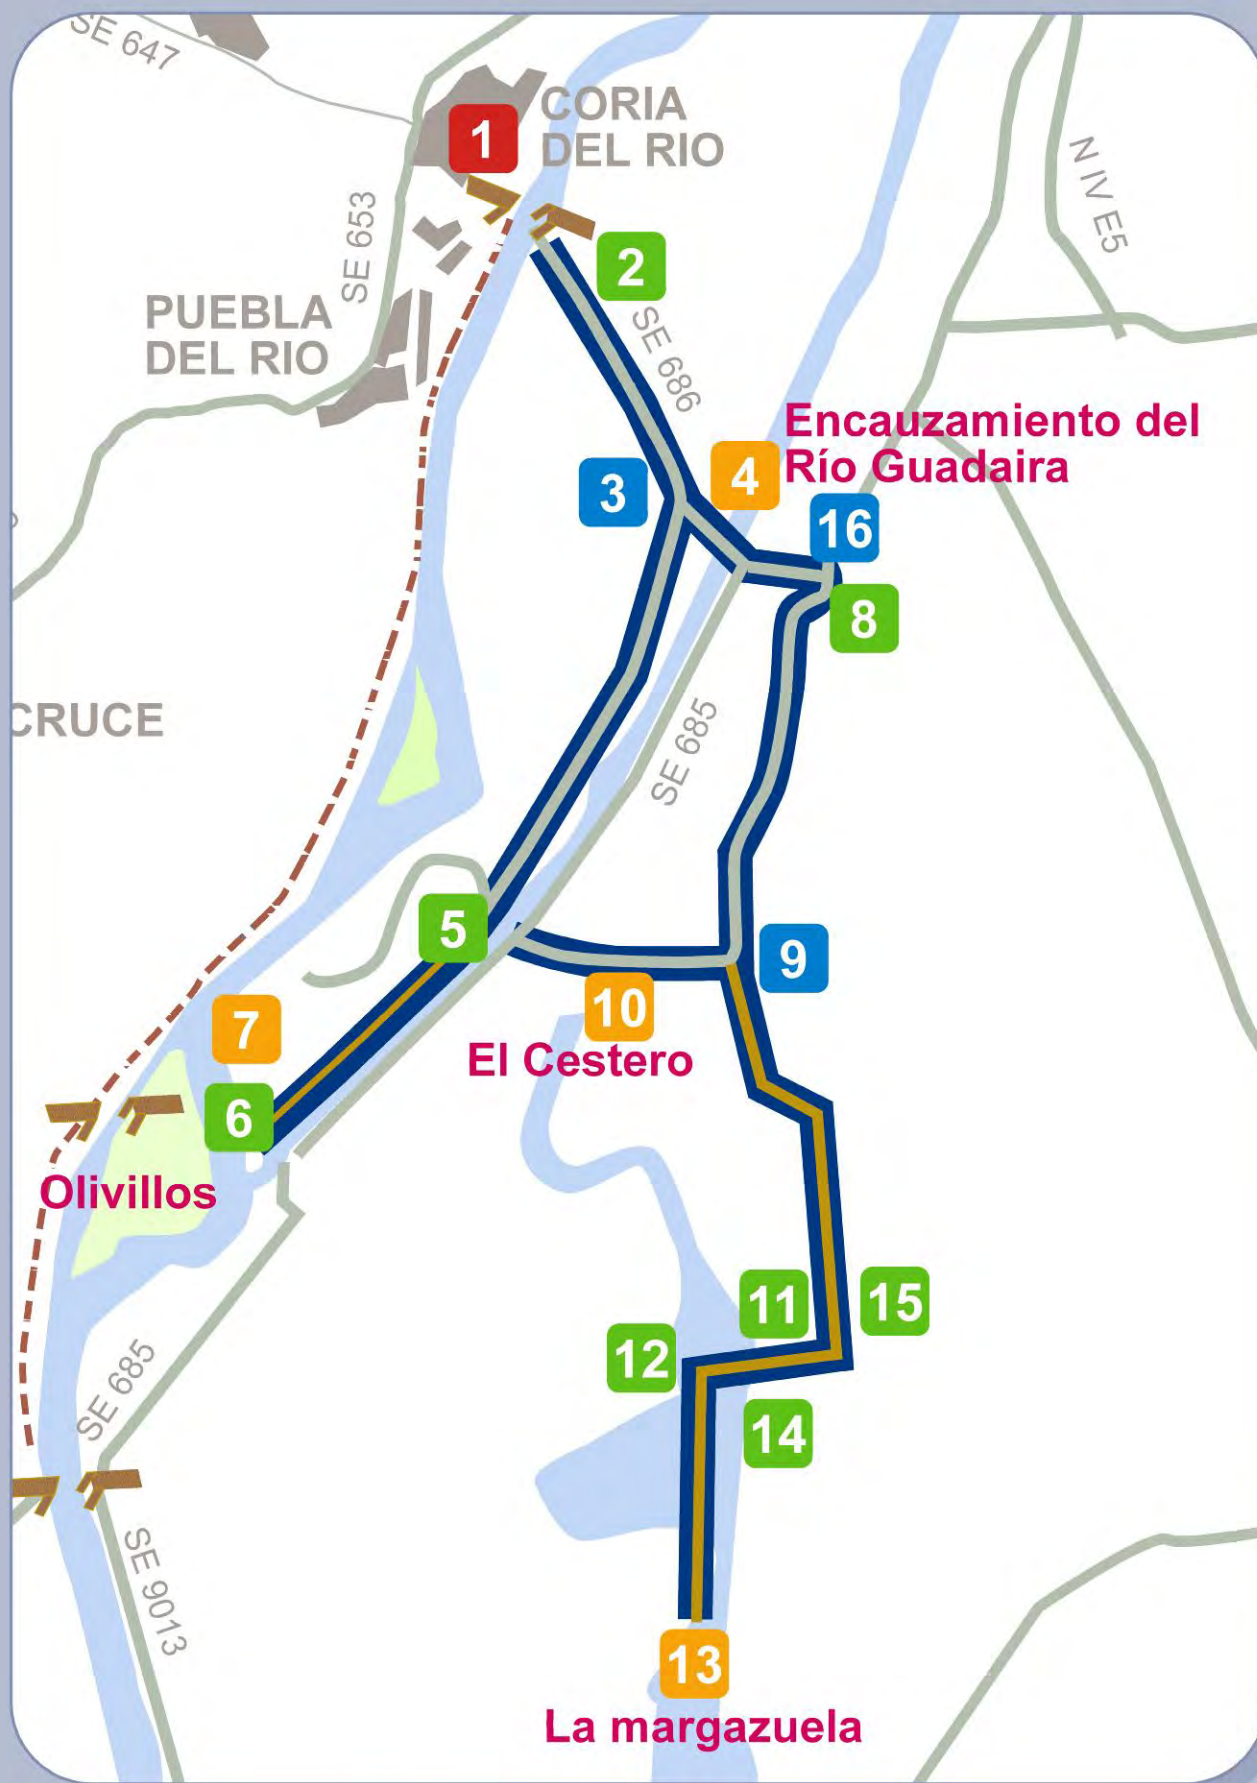 SE 647
CORIA
DEL RIO
1
N IV E5
SE 653
2
PUEBLA
DEL RIO
SE 686
Encauzamiento del
Río Guadaira
4
3
16
8
CRUCE
SE 685
5
9
10
7
El Cestero
6
Olivillos
11
15
12
SE 685
14
SE 9013
13
La margazuela